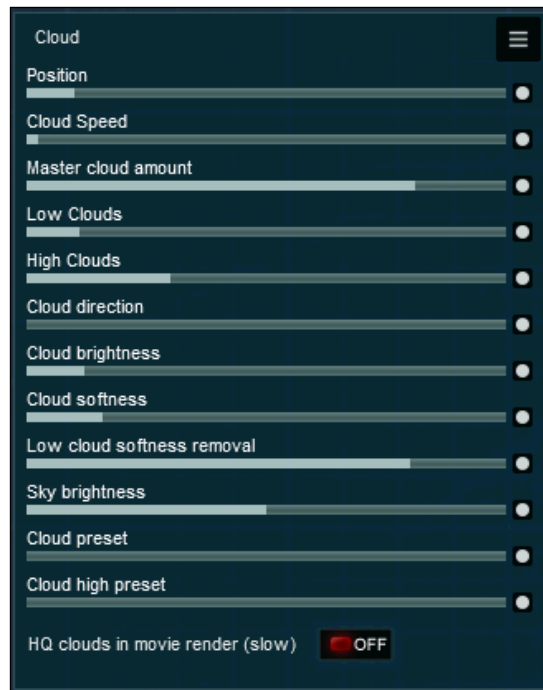 Cloud
Position
Cloud Speed
Master cloud amount
Low Clouds
High Clouds
Cloud direction
Cloud brightness
Cloud softness
Low cloud softness removal
Sky brightness
Cloud preset
Cloud high preset
HQ clouds in movie render (slow) OFF